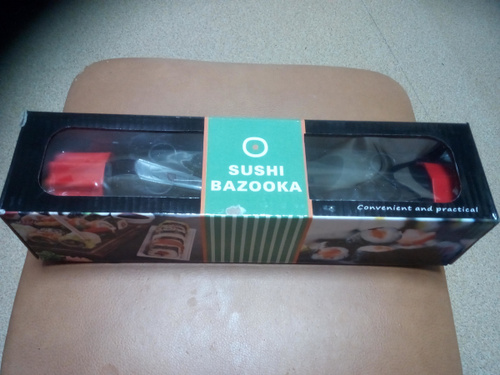 SUSHI
BAZOOKA
Convenient and practical